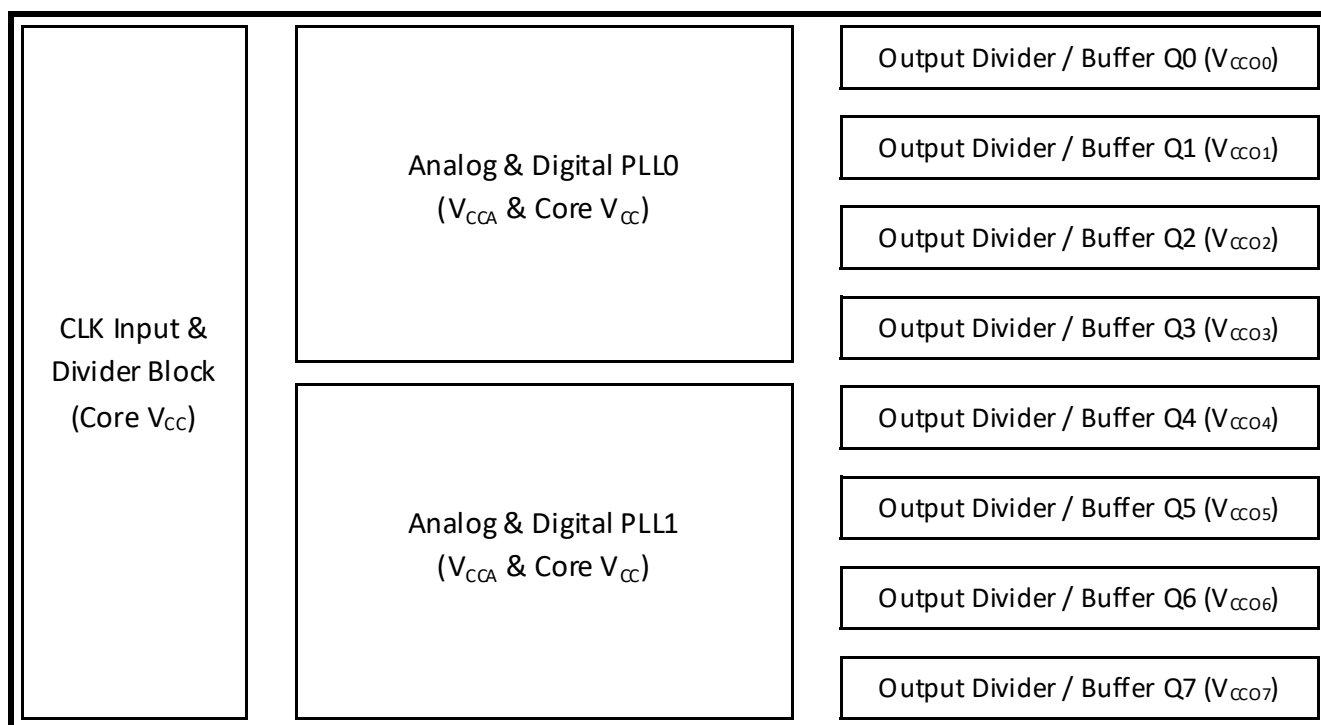 CLK Input &
Divider Block
(Core VCC)
Analog & Digital PLL0
(VCCA & Core VCC)
Analog & Digital PLL1
(VCCA & Core VCC)
Output Divider / Buffer Q0 (VCCO0)
Output Divider / Buffer Q1 (VCCO1)
Output Divider / Buffer Q2 (VCCO2)
Output Divider / Buffer Q3 (VCCO3)
Output Divider / Buffer Q4 (VCCO4)
Output Divider / Buffer Q5 (VCCO5)
Output Divider / Buffer Q6 (VCCO6)
Output Divider / Buffer Q7 (VCCO7)